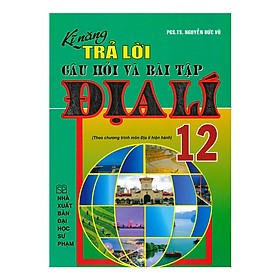 PGS.TS. NGUYỄN ĐỨC VŨ
Kĩ năng
TRẢ LỜI
CÂU HỎI VÀ BÀI TẬP
ĐỊA LÍ
12
(Theo chương trình môn Địa lí hiện hành)
NHÀ
XUẤT
BẢN
ĐẠI
HỌC
SƯ
PHẠM